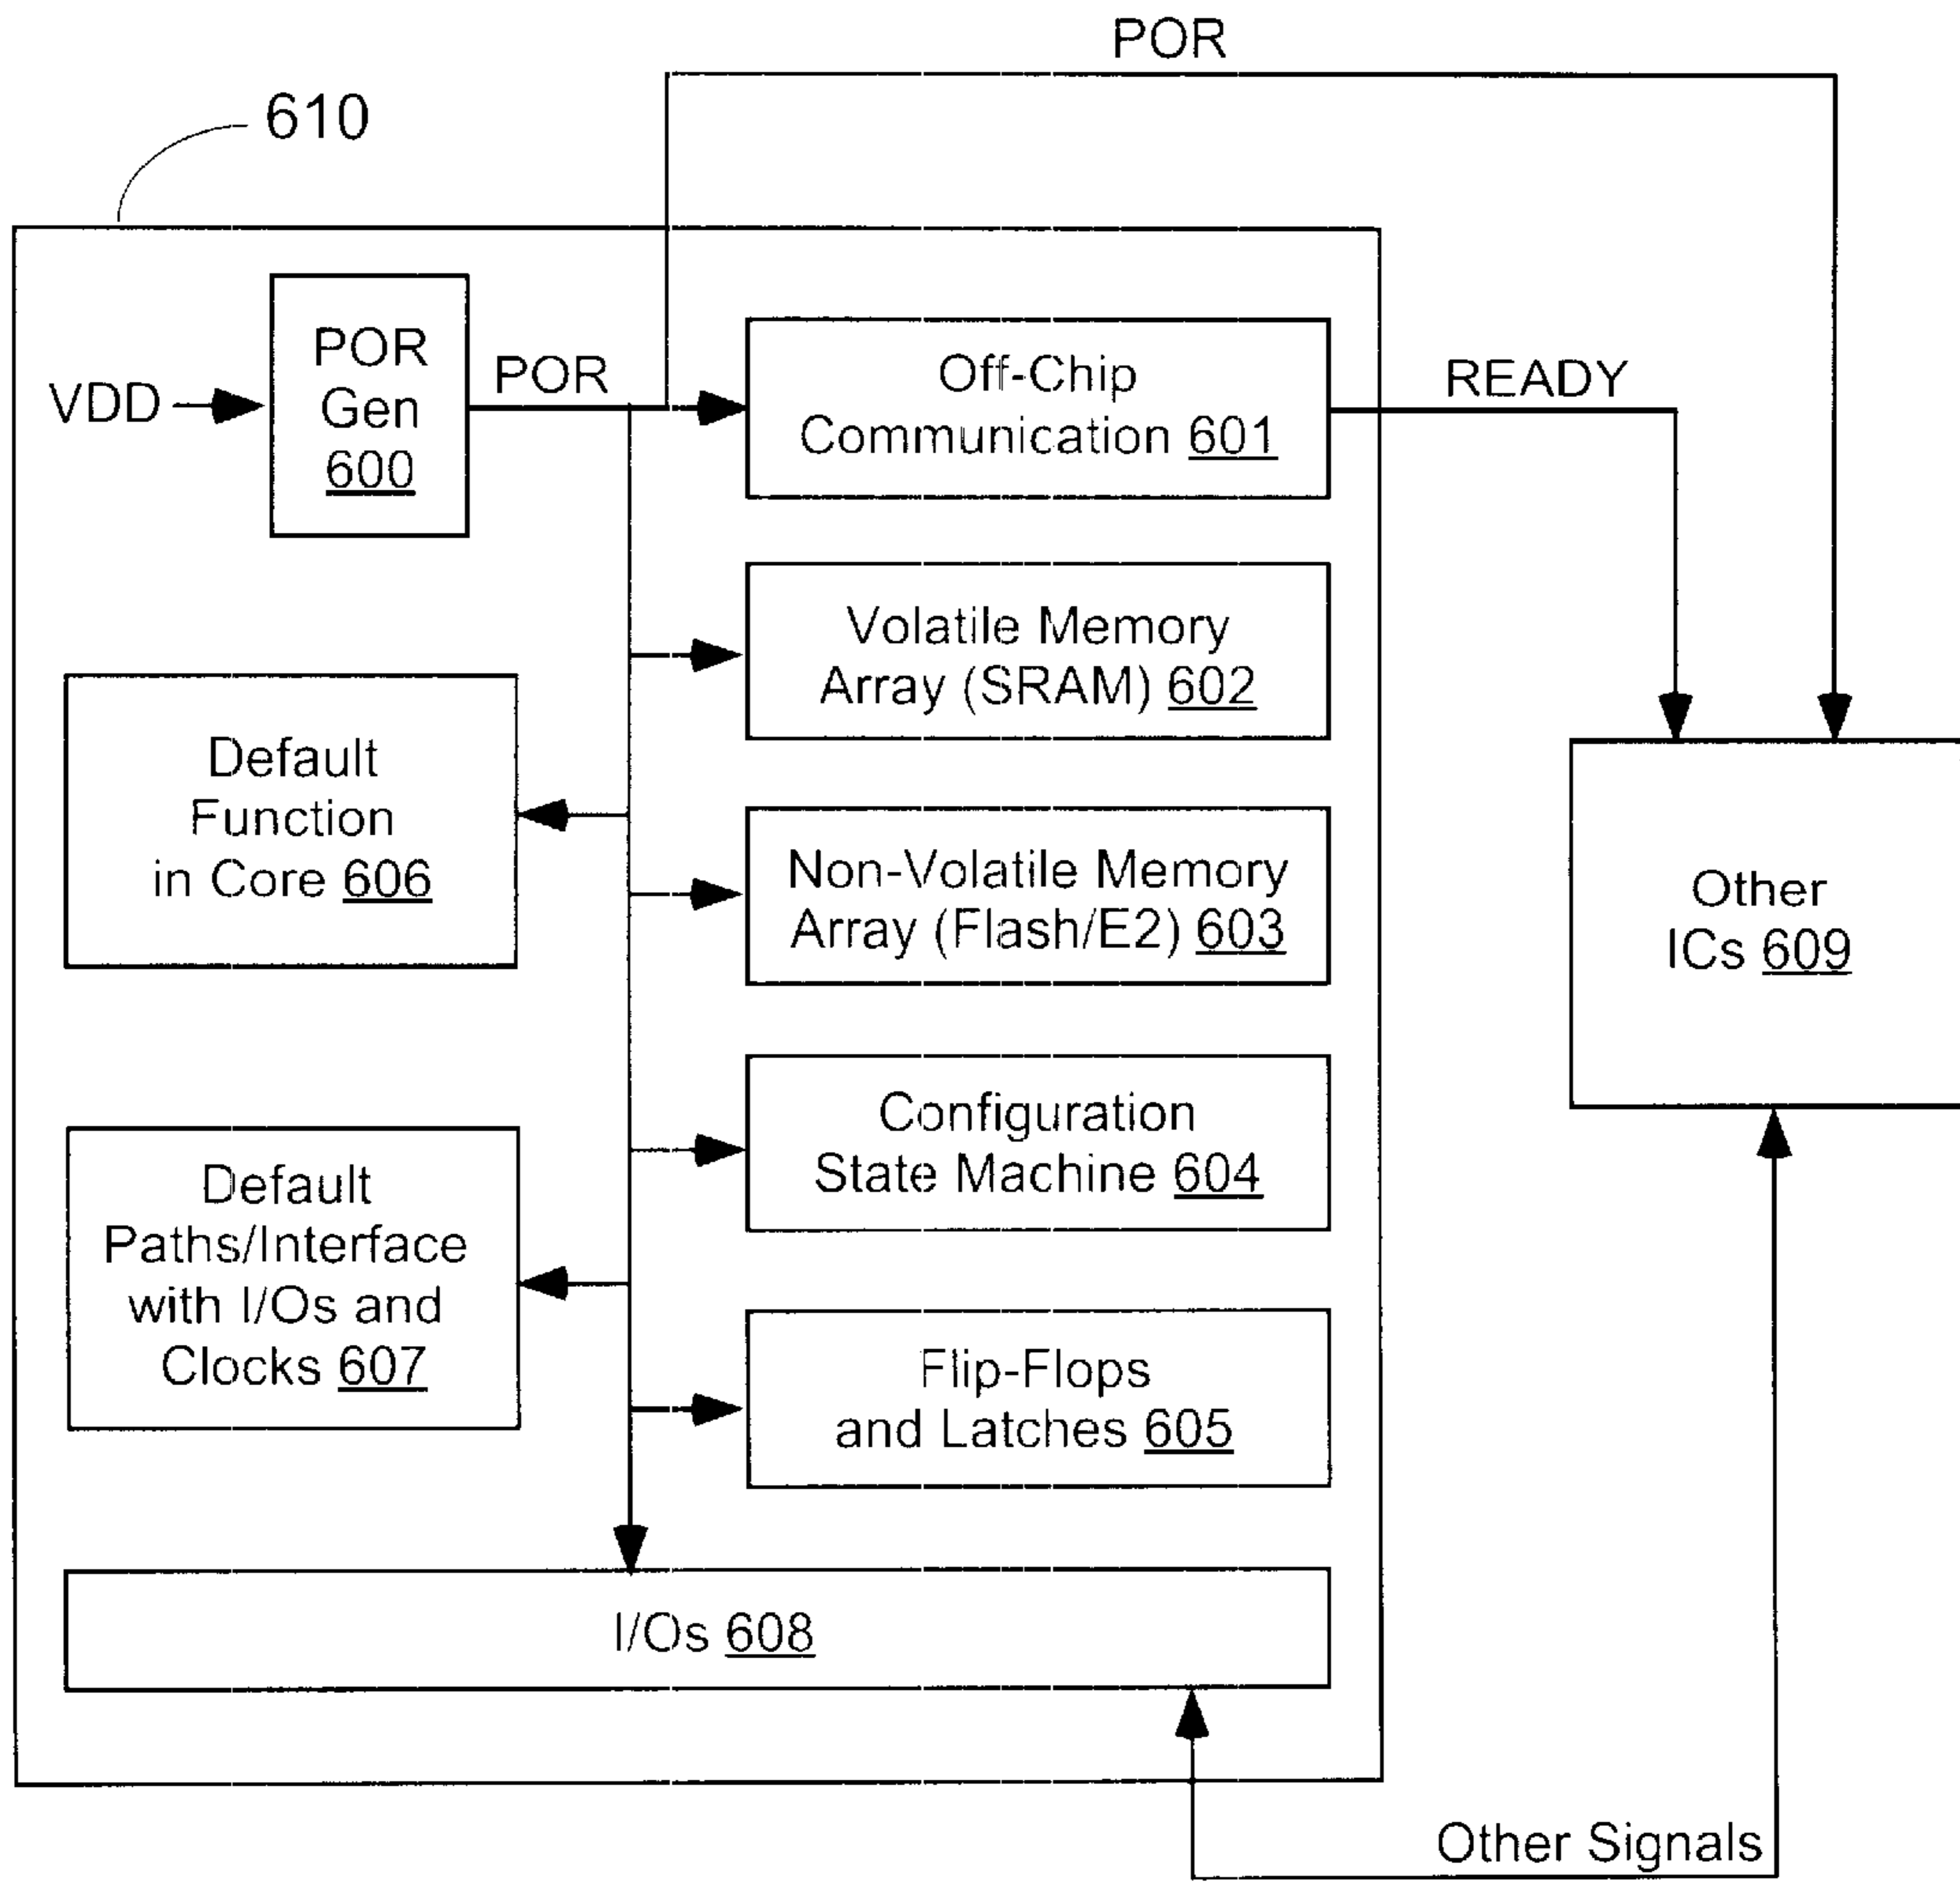 POR
610
VDD
POR
Gen
600
POR
Off-Chip
Communication 601
READY
Volatile Memory
Array (SRAM) 602
Default
Function
in Core 606
Non-Volatile Memory
Array (Flash/E2) 603
Other
ICs 609
Configuration
State Machine 604
Default
Paths/Interface
with I/Os and
Clocks 607
Flip-Flops
and Latches 605
I/Os 608
Other Signals